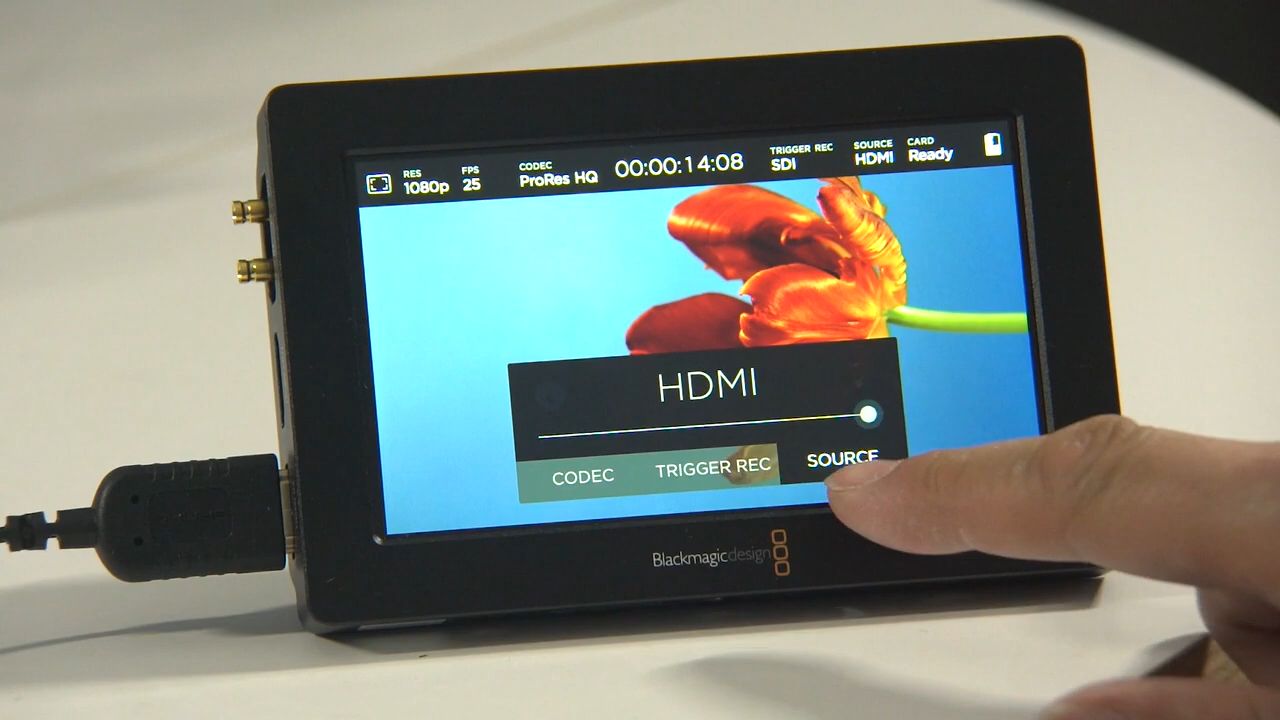 RES FPS CODEC 00:00:14:08 TRIGGER REC SOURCE CARD
1080p 25 ProRes HQ SDI HDMI Ready
HDMI
CODEC TRIGGER REC SOURCE
Blackmagicdesign